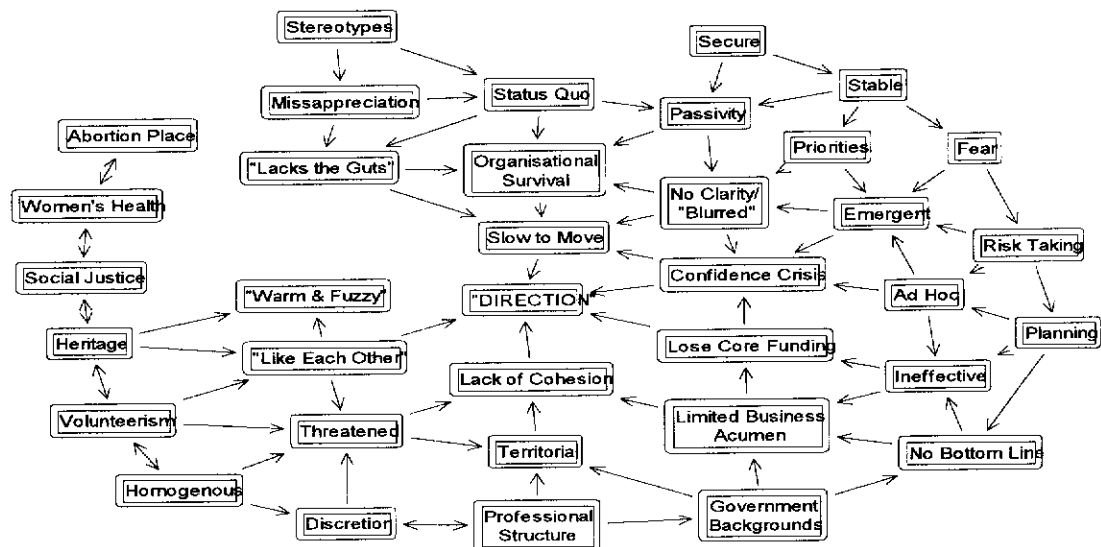 Stereotypes
Secure
Status Quo
Stable
Missappreciation
Passivity
Abortion Place
"Lacks the Guts"
Organisational
Survival
Priorities
Fear
Women's Health
No Clarity/
"Blurred"
Emergent
Slow to Move
Risk Taking
Social Justice
Confidence Crisis
"Warm & Fuzzy"
"DIRECTION"
Ad Hoc
Heritage
"Like Each Other"
Lose Core Funding
Planning
Lack of Cohesion
Ineffective
Volunteerism
Threatened
Limited Business
Acumen
Territorial
No Bottom Line
Homogenous
Discretion
Professional
Structure
Government
Backgrounds